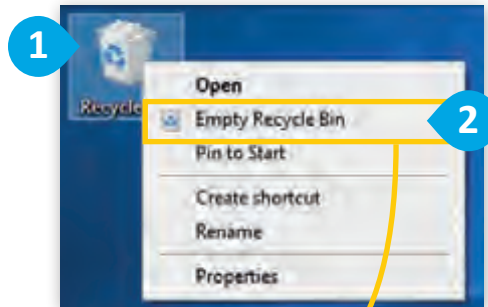 1
Recycle
Open
Empty Recycle Bin
2
Pin to Start
Create shortcut
Rename
Properties